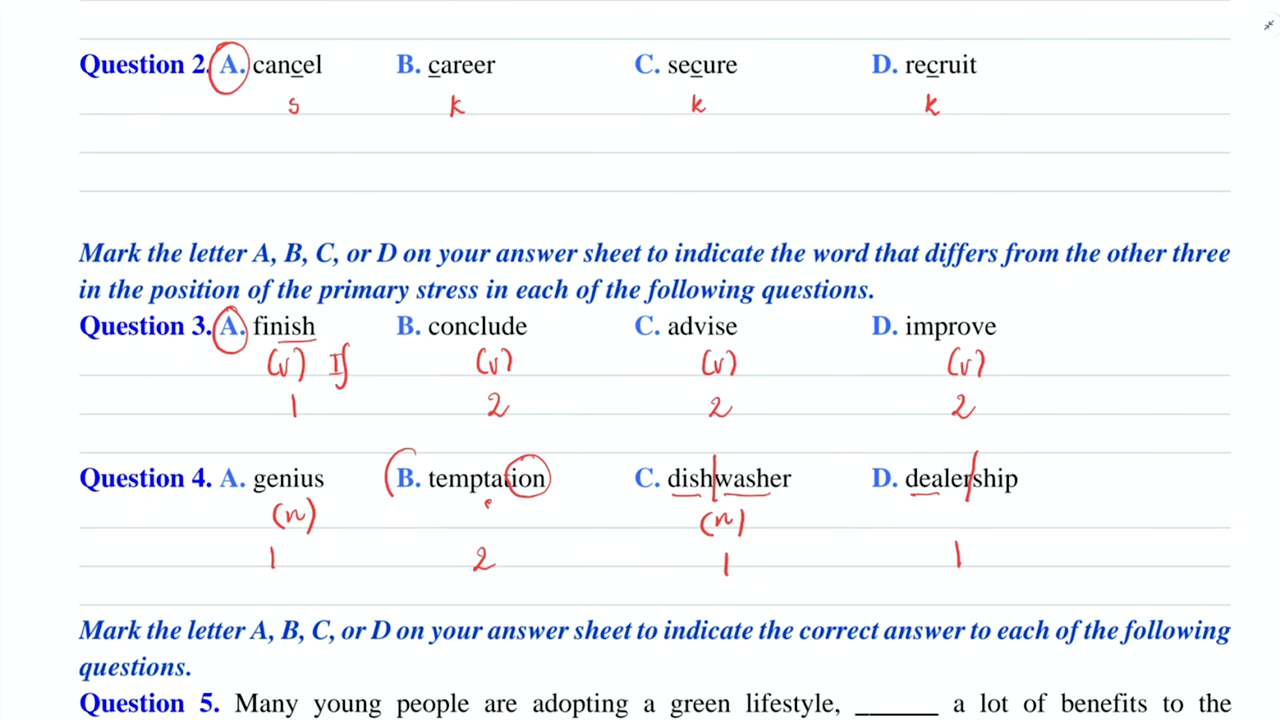 Question 2. A. cancel B. career C. secure D. recruit
s k k k
Mark the letter A, B, C, or D on your answer sheet to indicate the word that differs from the other three
in the position of the primary stress in each of the following questions.
Question 3. A. finish B. conclude C. advise D. improve
(v) (v) (v) (v)
1 2 2 2
Question 4. A. genius B. temptation C. dishwasher D. dealership
(n) (n)
1 2 1 1
Mark the letter A, B, C, or D on your answer sheet to indicate the correct answer to each of the following
questions.
Question 5. Many young people are adopting a green lifestyle, ______ a lot of benefits to the